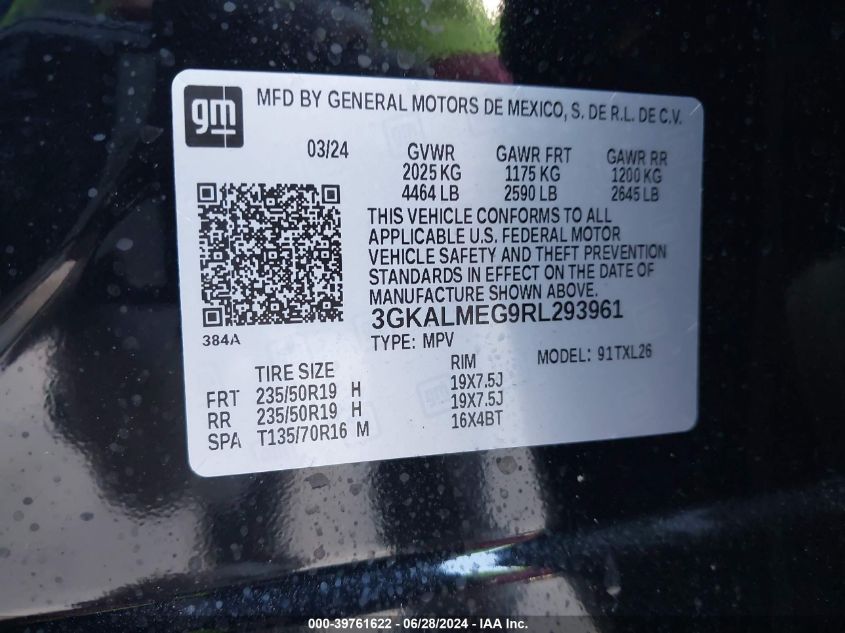 gm
MFD BY GENERAL MOTORS DE MEXICO, S. DE R.L. DE C.V.
03/24 GVWR GAWR FRT GAWR RR
2025 KG 1175 KG 1200 KG
4464 LB 2590 LB 2645 LB
THIS VEHICLE CONFORMS TO ALL
APPLICABLE U.S. FEDERAL MOTOR
VEHICLE SAFETY AND THEFT PREVENTION
STANDARDS IN EFFECT ON THE DATE OF
MANUFACTURE SHOWN ABOVE.
3GKALMEG9RL293961
384A
TYPE: MPV MODEL: 91TXL26
TIRE SIZE RIM
FRT 235/50R19 H 19X7.5J
RR 235/50R19 H 19X7.5J
SPA T135/70R16 M 16X4BT
000-39761622 - 06/28/2024 - IAA Inc.